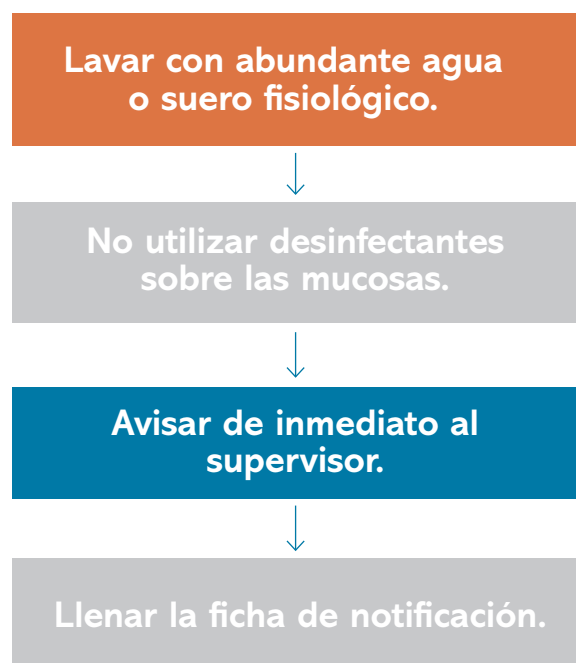 Lavar con abundante agua
o suero fisiológico.
No utilizar desinfectantes
sobre las mucosas.
Avisar de inmediato al
supervisor.
Llenar la ficha de notificación.